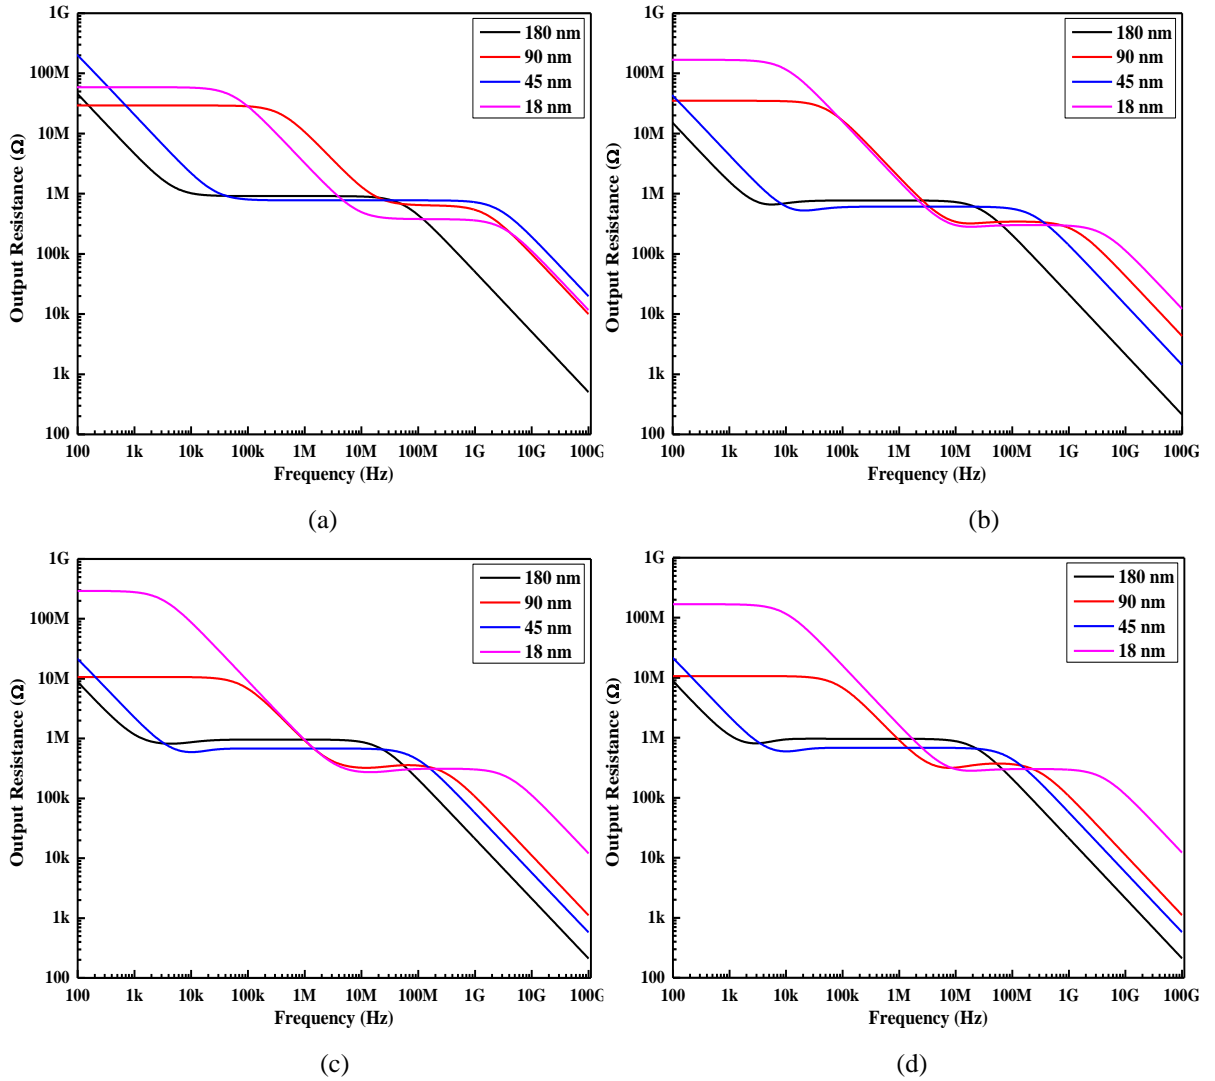 1G
100M
10M
1M
100k
10k
1k
100
Output Resistance (Ω)
180 nm
90 nm
45 nm
18 nm
100 1k 10k 100k 1M 10M 100M 1G 10G 100G
Frequency (Hz)
(a)
1G
100M
10M
1M
100k
10k
1k
100
Output Resistance (Ω)
180 nm
90 nm
45 nm
18 nm
100 1k 10k 100k 1M 10M 100M 1G 10G 100G
Frequency (Hz)
(b)
1G
100M
10M
1M
100k
10k
1k
100
Output Resistance (Ω)
180 nm
90 nm
45 nm
18 nm
100 1k 10k 100k 1M 10M 100M 1G 10G 100G
Frequency (Hz)
(c)
1G
100M
10M
1M
100k
10k
1k
100
Output Resistance (Ω)
180 nm
90 nm
45 nm
18 nm
100 1k 10k 100k 1M 10M 100M 1G 10G 100G
Frequency (Hz)
(d)